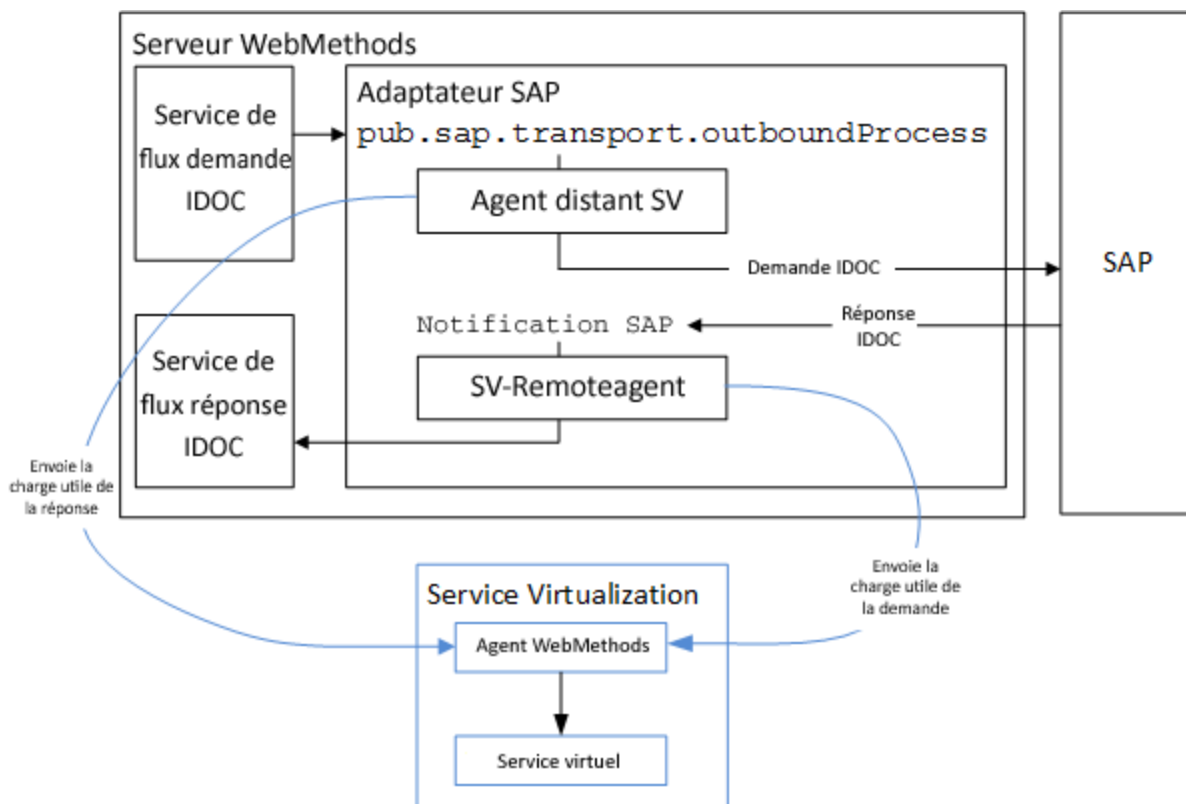 Serveur WebMethods
Service de
flux demande
IDOC
Adaptateur SAP
pub.sap.transport.outboundProcess
Agent distant SV
Demande IDOC
SAP
Notification SAP
Réponse
IDOC
Service de
flux réponse
IDOC
SV-Remoteagent
Envoie la
charge utile de
la réponse
Envoie la
charge utile de
la demande
Service Virtualization
Agent WebMethods
Service virtuel